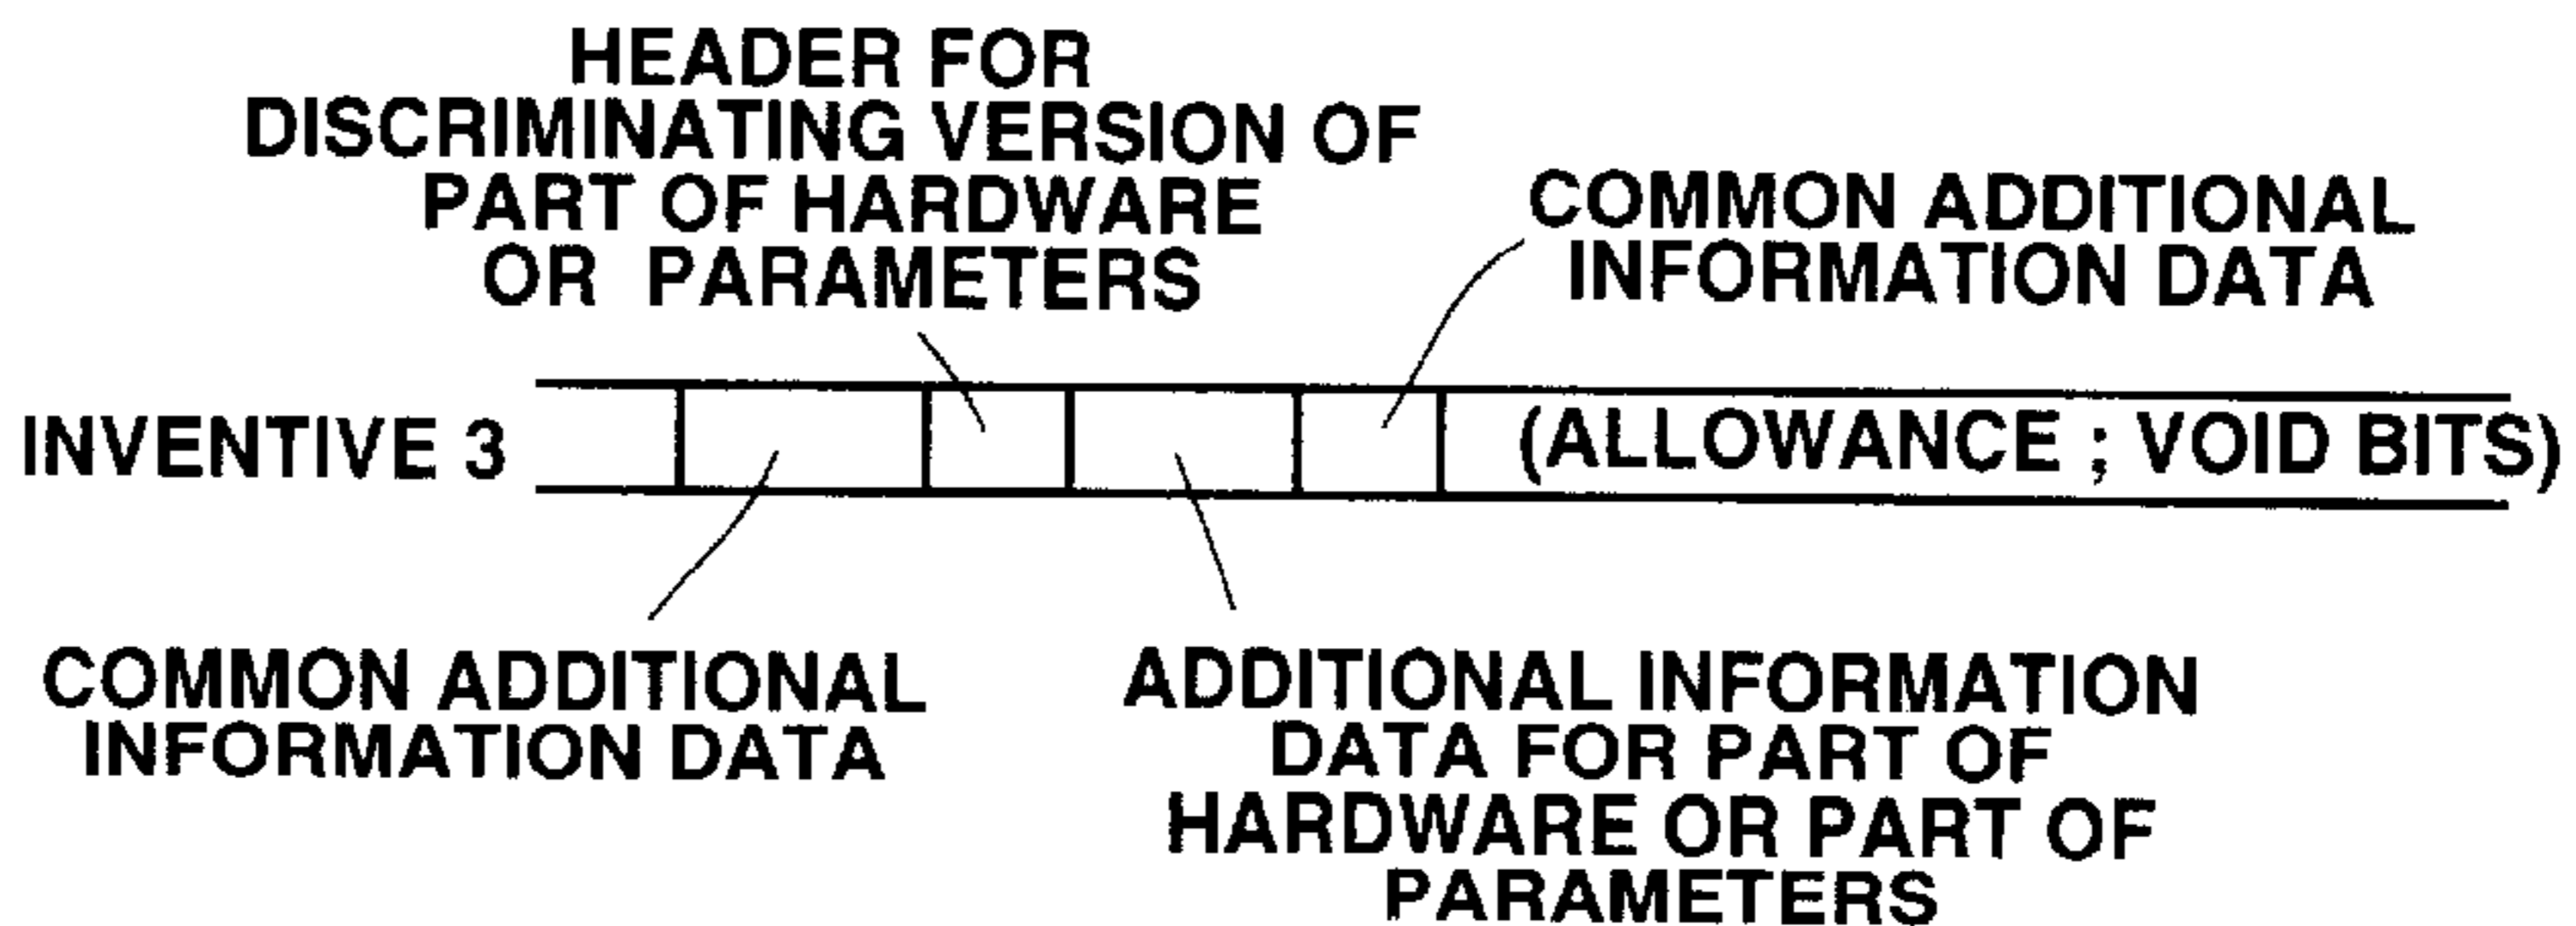 HEADER FOR
DISCRIMINATING VERSION OF
PART OF HARDWARE
OR PARAMETERS
COMMON ADDITIONAL
INFORMATION DATA
INVENTIVE 3
(ALLOWANCE ; VOID BITS)
COMMON ADDITIONAL
INFORMATION DATA
ADDITIONAL INFORMATION
DATA FOR PART OF
HARDWARE OR PART OF
PARAMETERS